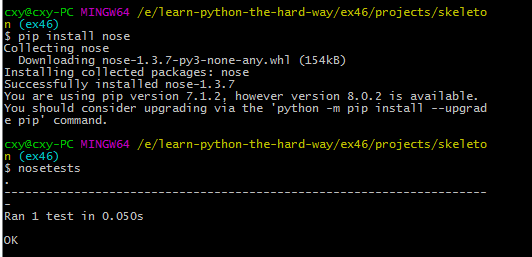 cxy@cxy-PC MINGW64 /e/learn-python-the-hard-way/ex46/projects/skeleto
n (ex46)
$ pip install nose
Collecting nose
  Downloading nose-1.3.7-py3-none-any.whl (154kB)
Installing collected packages: nose
Successfully installed nose-1.3.7
You are using pip version 7.1.2, however version 8.0.2 is available.
You should consider upgrading via the 'python -m pip install --upgrad
e pip' command.

cxy@cxy-PC MINGW64 /e/learn-python-the-hard-way/ex46/projects/skeleto
n (ex46)
$ nosetests
.
---------------------------------------------------------------------
-
Ran 1 test in 0.050s

OK